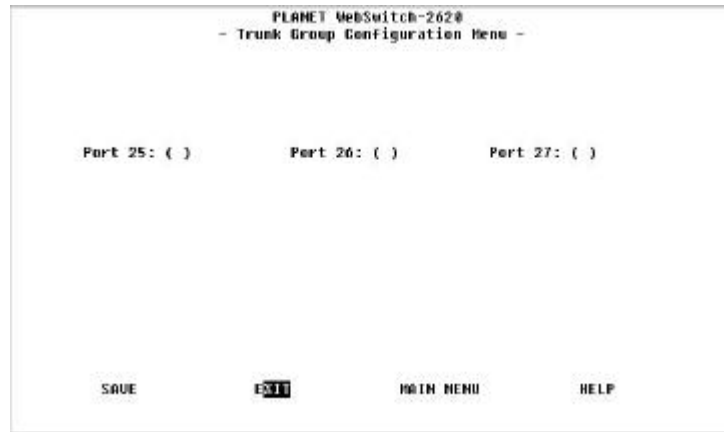 PLANET WebSwitch-2620
- Trunk Group Configuration Menu -
Port 25: ( ) Port 26: ( ) Port 27: ( )
SAVE EXIT MAIN MENU HELP